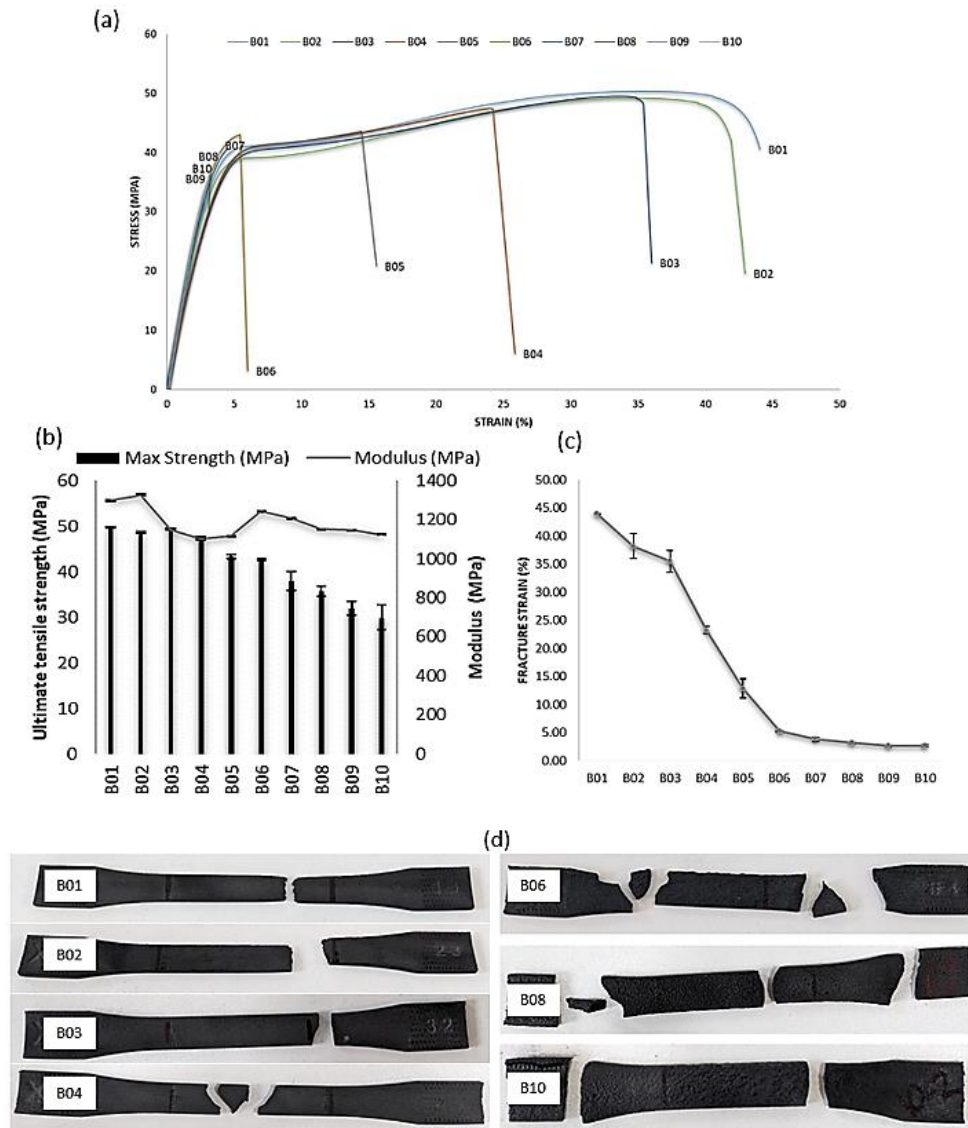 (a)
B01 B02 B03 B04 B05 B06 B07 B08 B09 B10
60
50
40
30
20
10
0
STRESS (MPA)
B08
B07
B10
B09
B01
B05
B03
B02
B04
B06
0 5 10 15 20 25 30 35 40 45 50
STRAIN (%)
(b)
Max Strength (MPa) Modulus (MPa)
60
50
40
30
20
10
0
Ultimate tensile strength (MPa)
1400
1200
1000
800
600
400
200
0
Modulus (MPa)
B01 B02 B03 B04 B05 B06 B07 B08 B09 B10
(c)
50.00
45.00
40.00
35.00
30.00
25.00
20.00
15.00
10.00
5.00
0.00
FRACTURE STRAIN (%)
B01 B02 B03 B04 B05 B06 B07 B08 B09 B10
(d)
B01
B02
2-3
B03
3.2
B04
B06
B08
B10